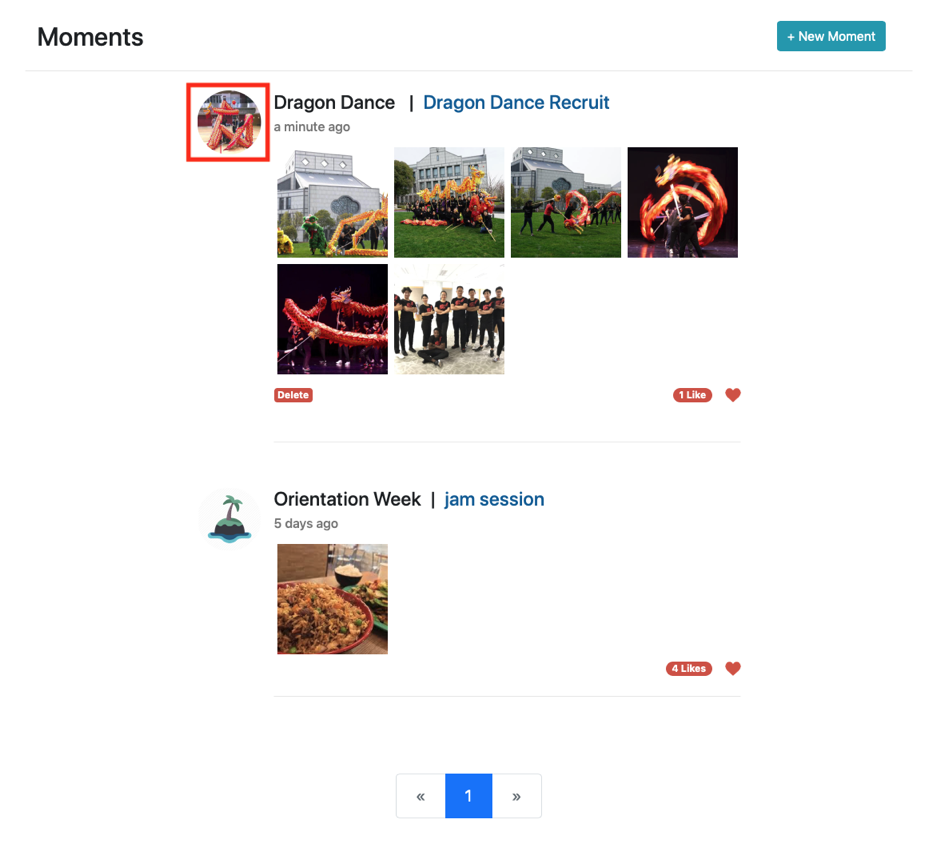 Moments
+ New Moment
Dragon Dance | Dragon Dance Recruit
a minute ago
Delete
1 Like
Orientation Week | jam session
5 days ago
4 Likes
« 1 »